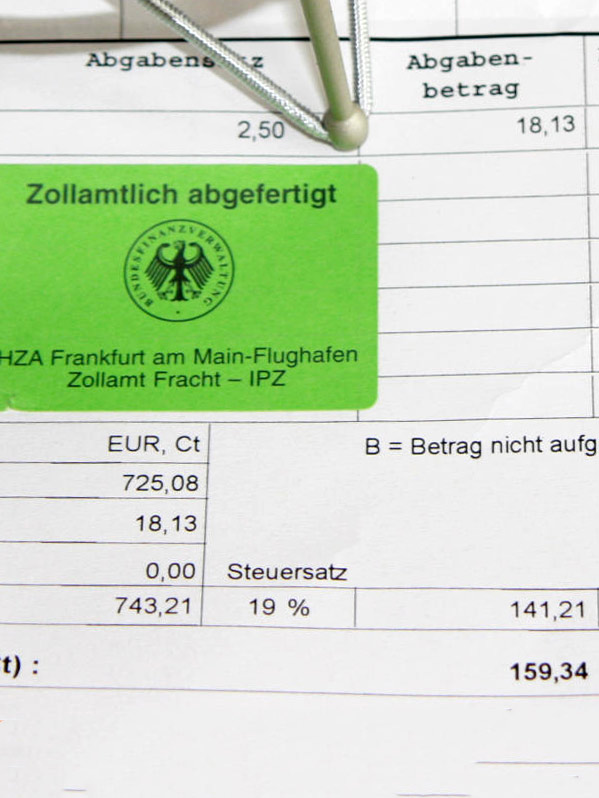 Abgaben-
betrag
2,50 18,13
Zollamtlich abgefertigt
BUNDESFINANZVERWALTUNG
HZA Frankfurt am Main-Flughafen
Zollamt Fracht – IPZ
EUR, Ct B = Betrag nicht aufg
725,08
18,13
0,00 Steuersatz
743,21 19 % 141,21
t) : 159,34